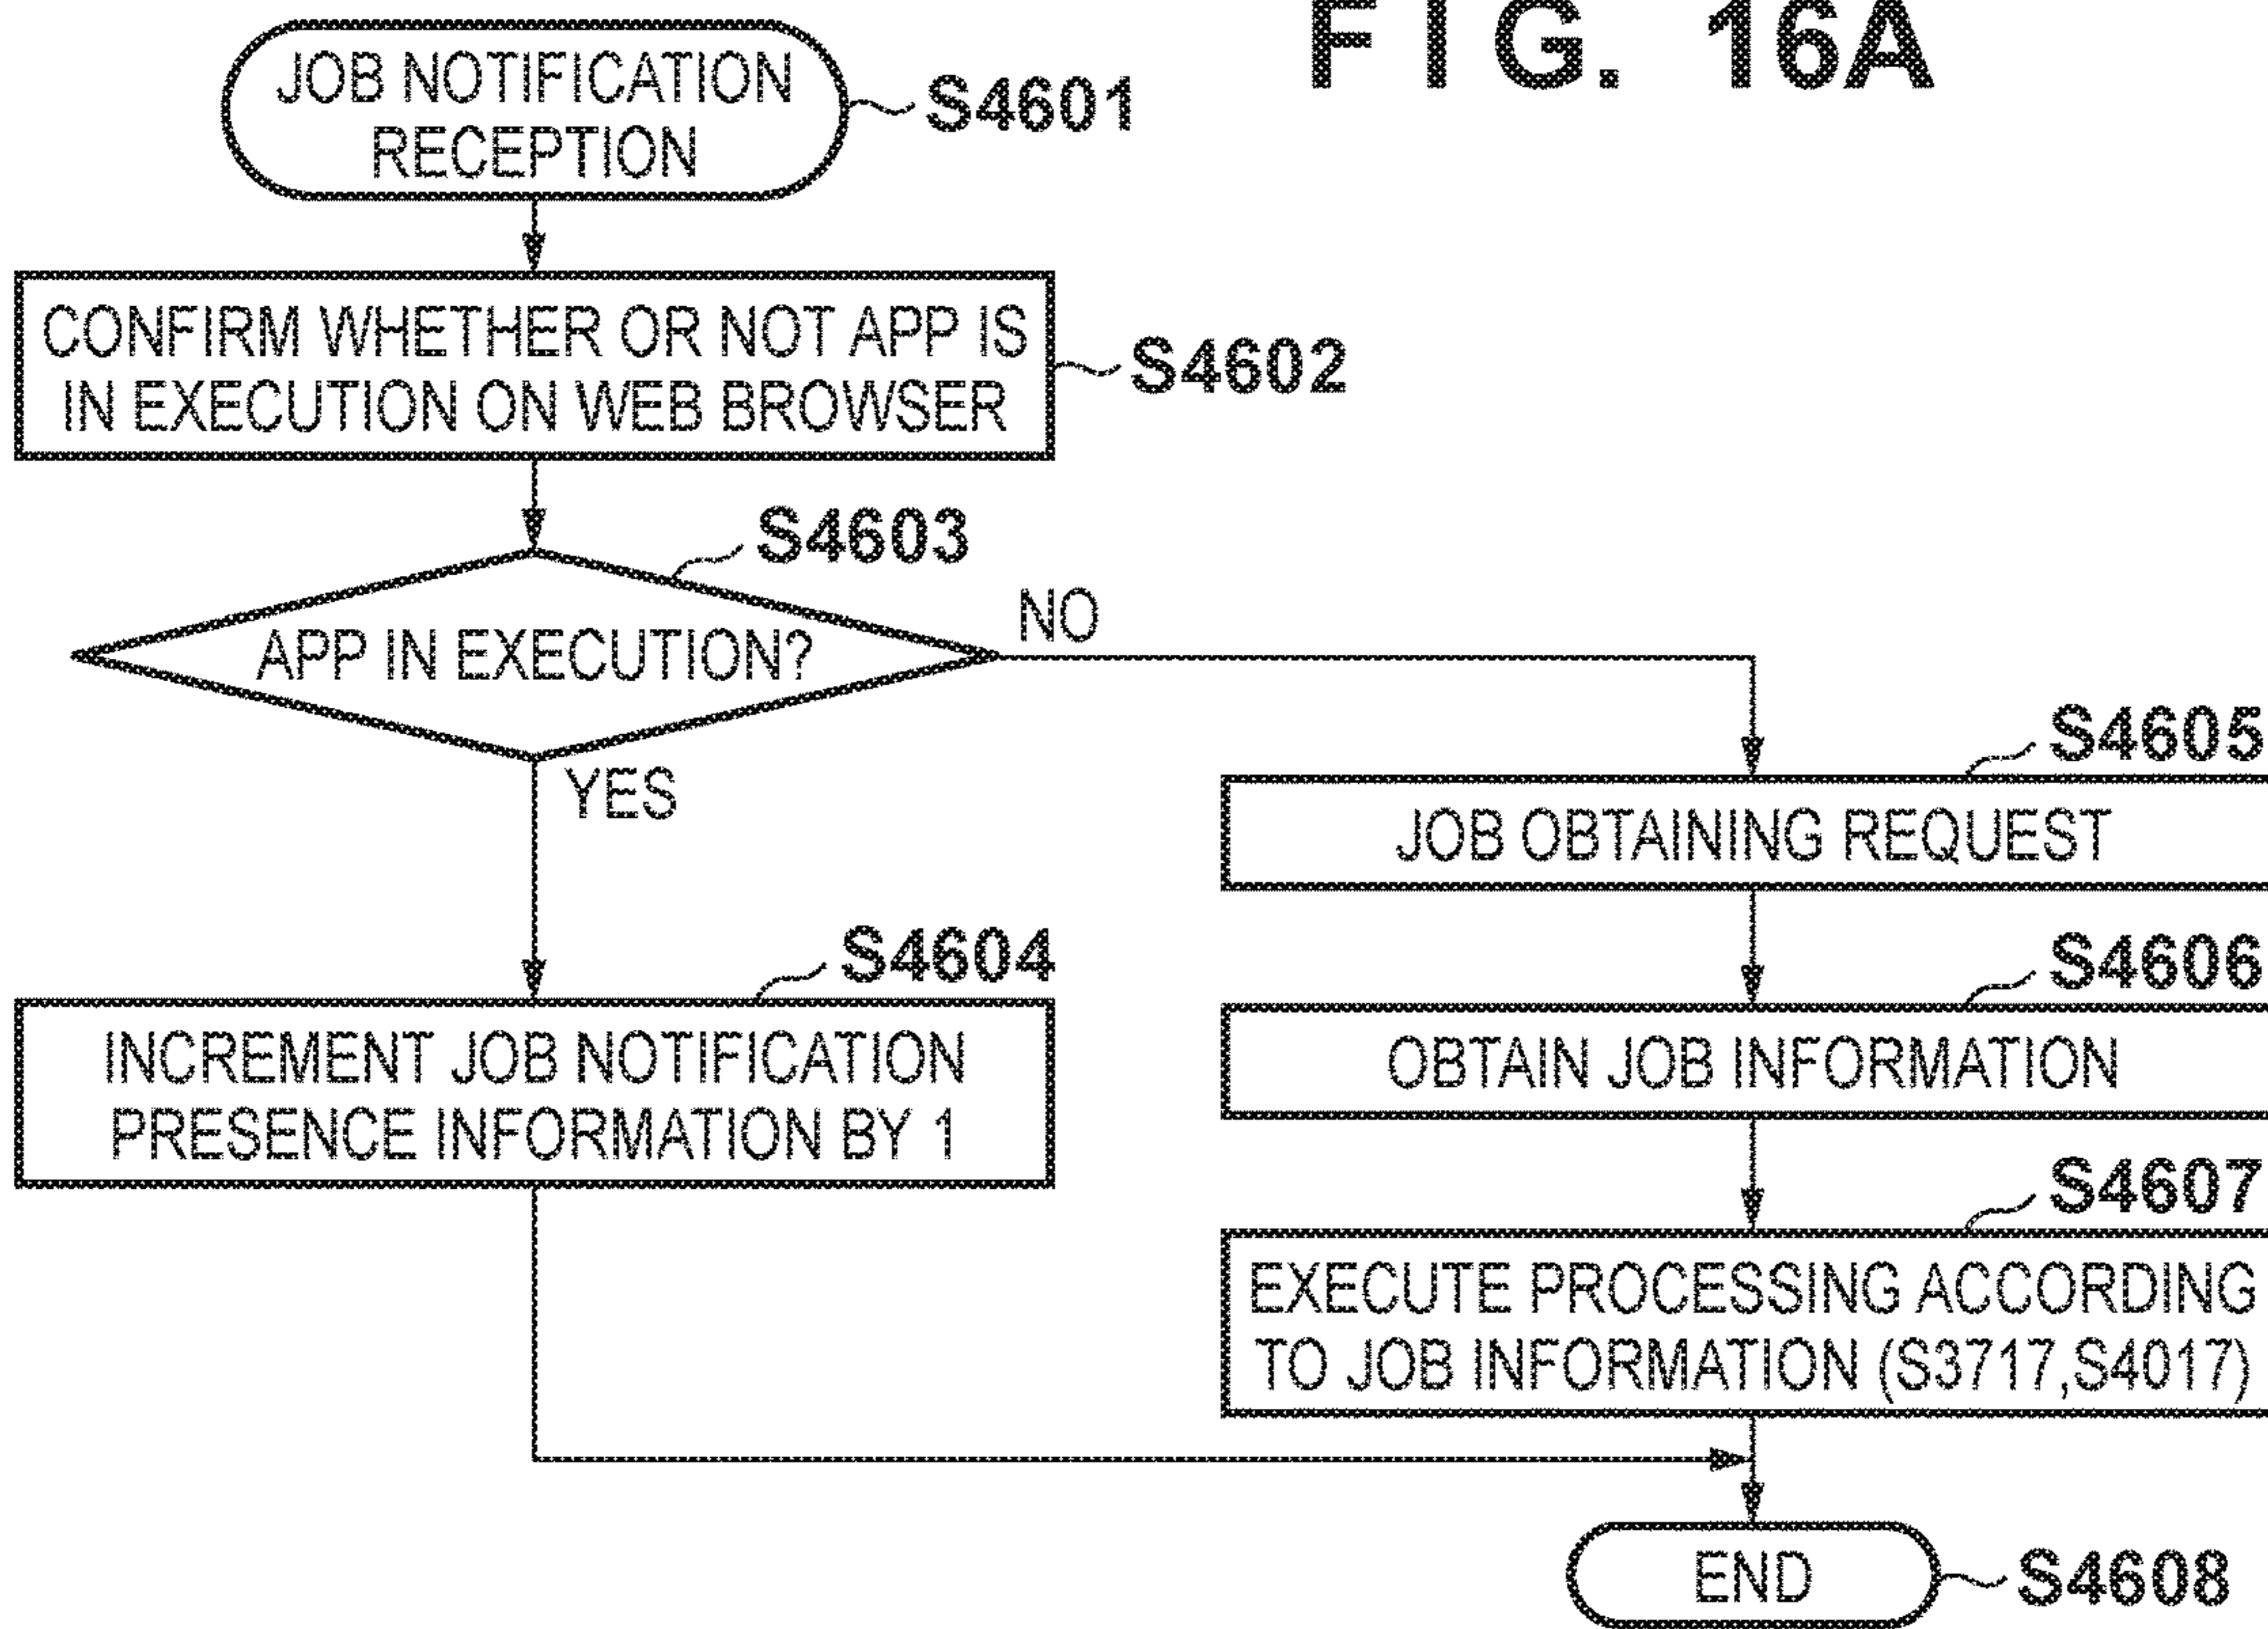 FIG. 16A
JOB NOTIFICATION
RECEPTION
S4601
CONFIRM WHETHER OR NOT APP IS
IN EXECUTION ON WEB BROWSER
S4602
S4603
APP IN EXECUTION?
NO
YES
S4604
INCREMENT JOB NOTIFICATION
PRESENCE INFORMATION BY 1
S4605
JOB OBTAINING REQUEST
S4606
OBTAIN JOB INFORMATION
S4607
EXECUTE PROCESSING ACCORDING
TO JOB INFORMATION (S3717,S4017)
END
S4608